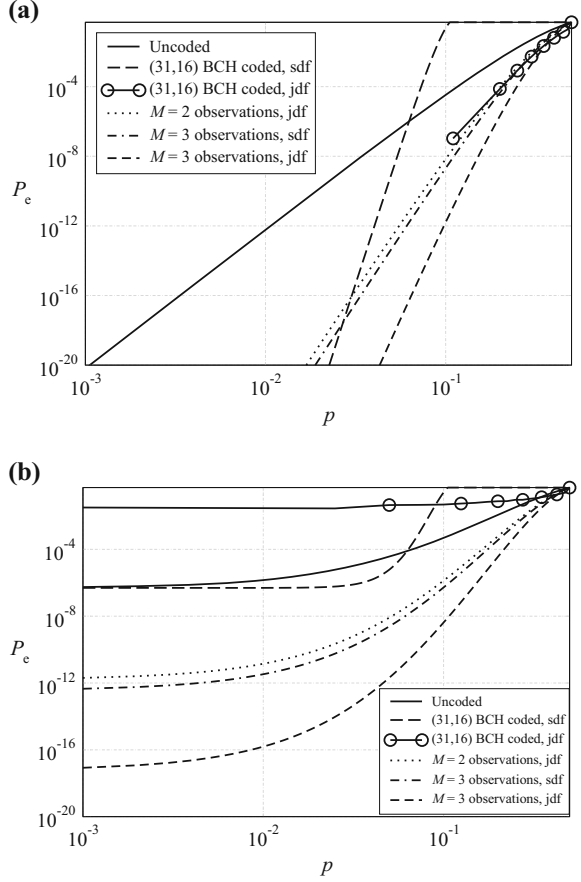 (a)
10^-4
10^-8
10^-12
10^-16
10^-20
P_e
Uncoded
(31,16) BCH coded, sdf
(31,16) BCH coded, jdf
M = 2 observations, jdf
M = 3 observations, sdf
M = 3 observations, jdf
10^-3
10^-2
10^-1
p
(b)
10^-4
10^-8
10^-12
10^-16
10^-20
P_e
Uncoded
(31,16) BCH coded, sdf
(31,16) BCH coded, jdf
M = 2 observations, jdf
M = 3 observations, sdf
M = 3 observations, jdf
10^-3
10^-2
10^-1
p